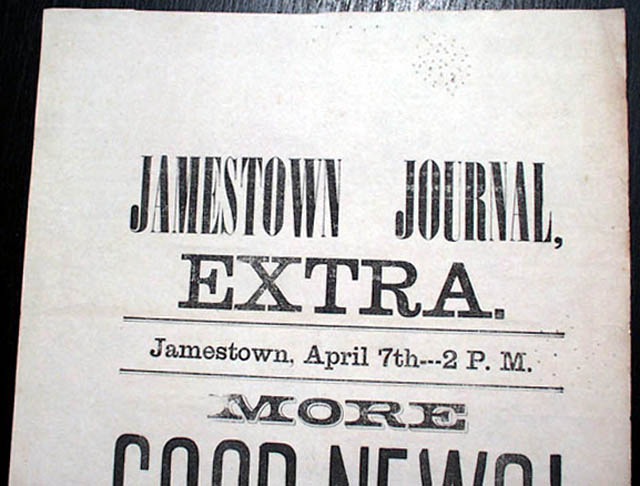 JAMESTOWN JOURNAL,
EXTRA.
Jamestown, April 7th---2 P. M.
MORE
GOOD NEWS!